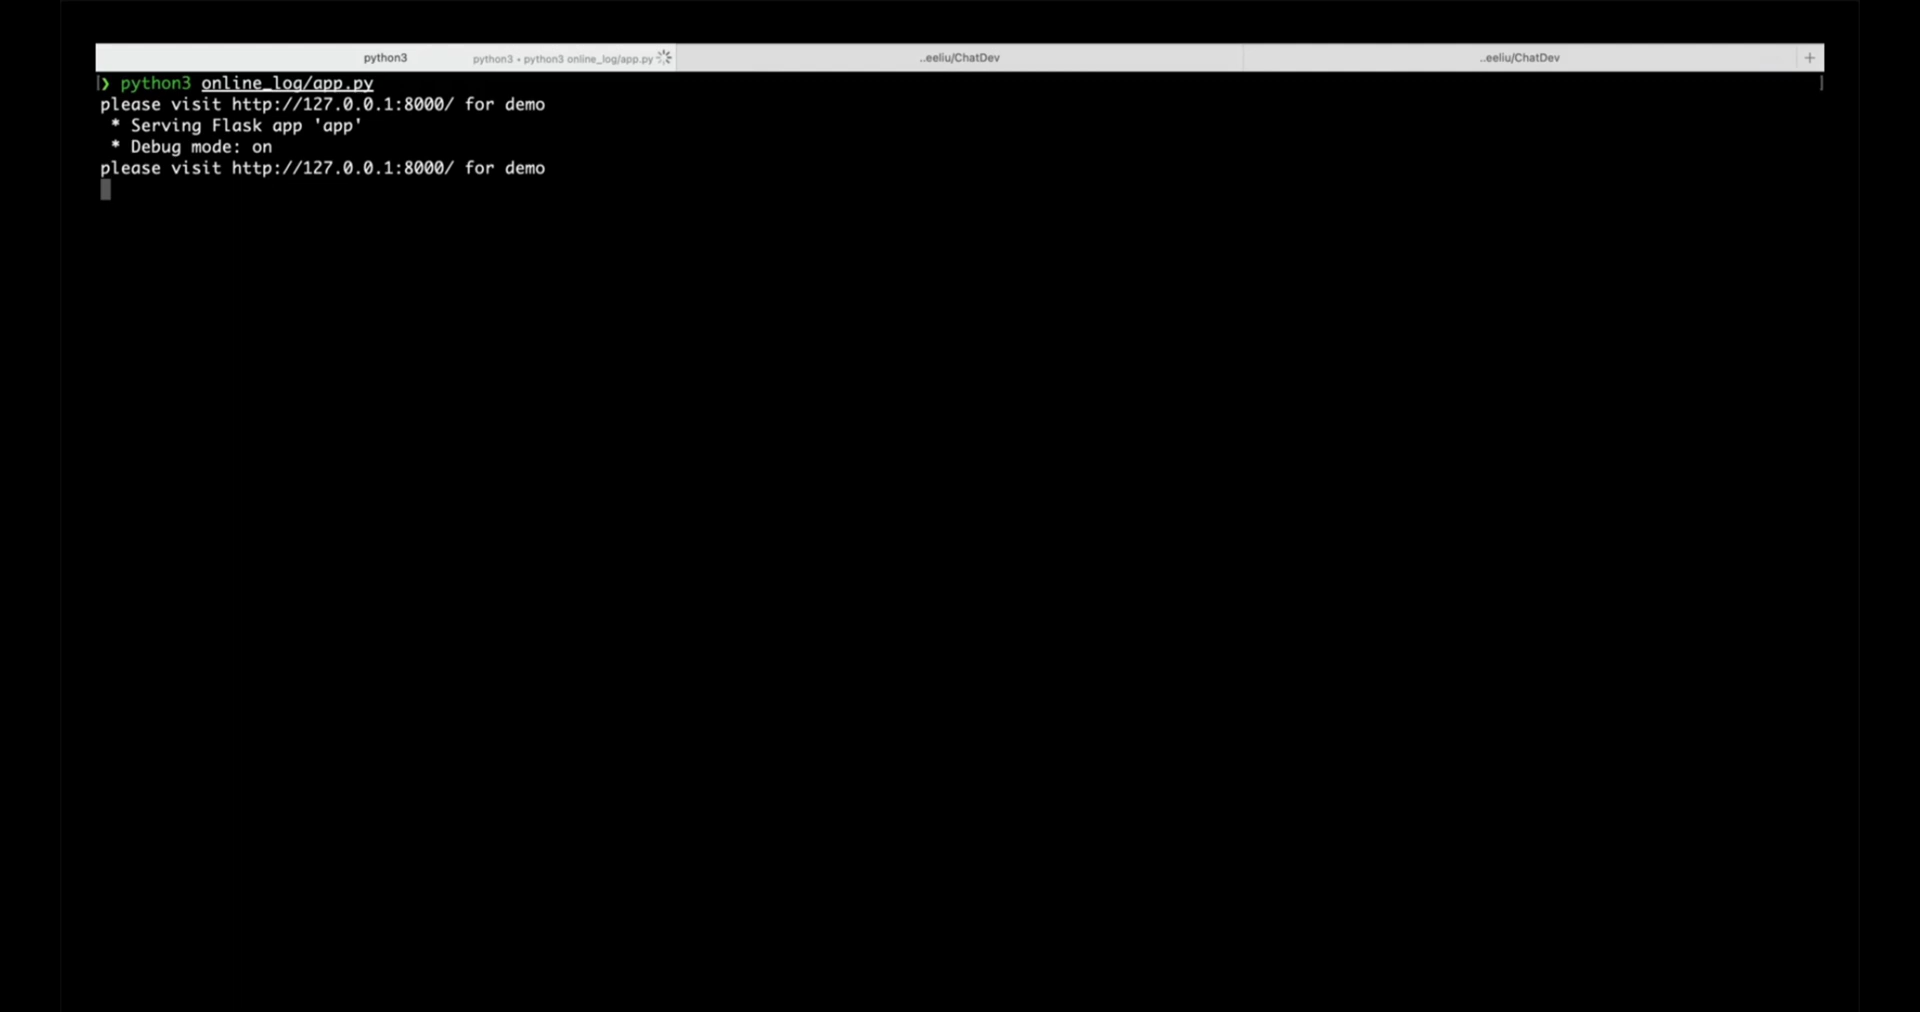 python3 python3 • python3 online_log/app.py ..eeliu/ChatDev ..eeliu/ChatDev +
❯ python3 online_log/app.py
please visit http://127.0.0.1:8000/ for demo
* Serving Flask app 'app'
* Debug mode: on
please visit http://127.0.0.1:8000/ for demo